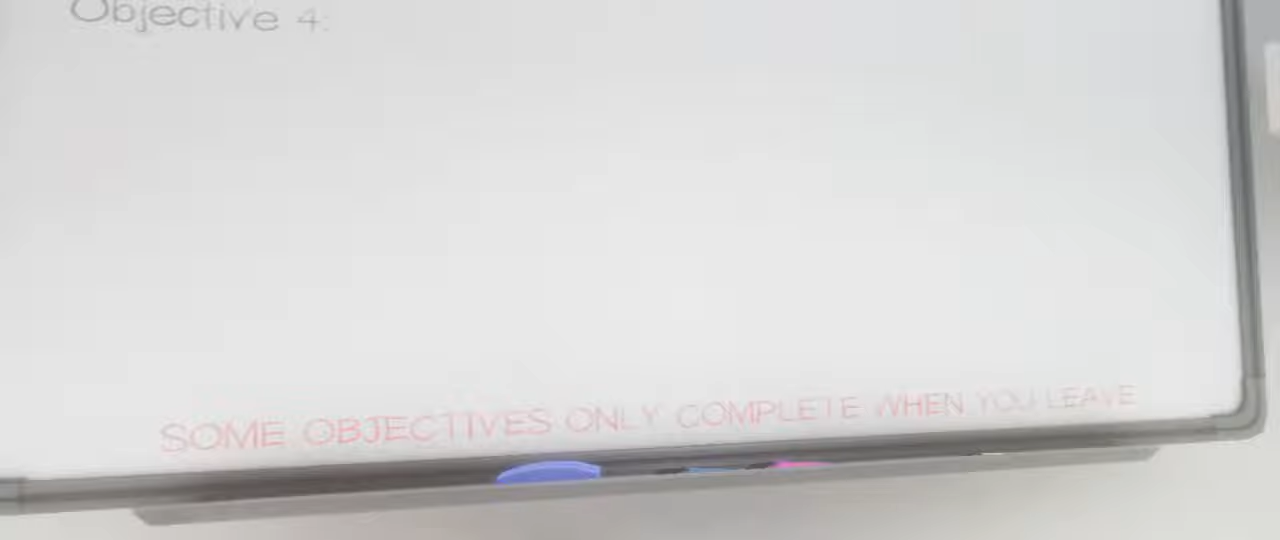 Objective 4:
SOME OBJECTIVES ONLY COMPLETE WHEN YOU LEAVE